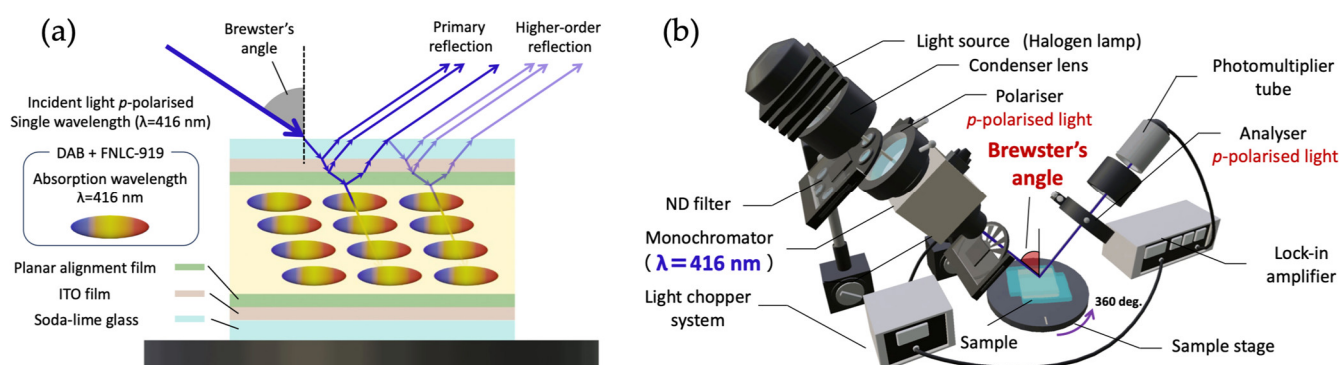 (a)
Brewster's
angle
Primary
reflection
Higher-order
reflection
Incident light p-polarised
Single wavelength (λ=416 nm)
DAB + FNLC-919
Absorption wavelength
λ=416 nm
Planar alignment film
ITO film
Soda-lime glass
(b)
Light source (Halogen lamp)
Condenser lens
Polariser
p-polarised light
Brewster's
angle
Photomultiplier
tube
Analyser
p-polarised light
ND filter
Monochromator
(λ=416 nm)
Light chopper
system
Lock-in
amplifier
360 deg.
Sample
Sample stage